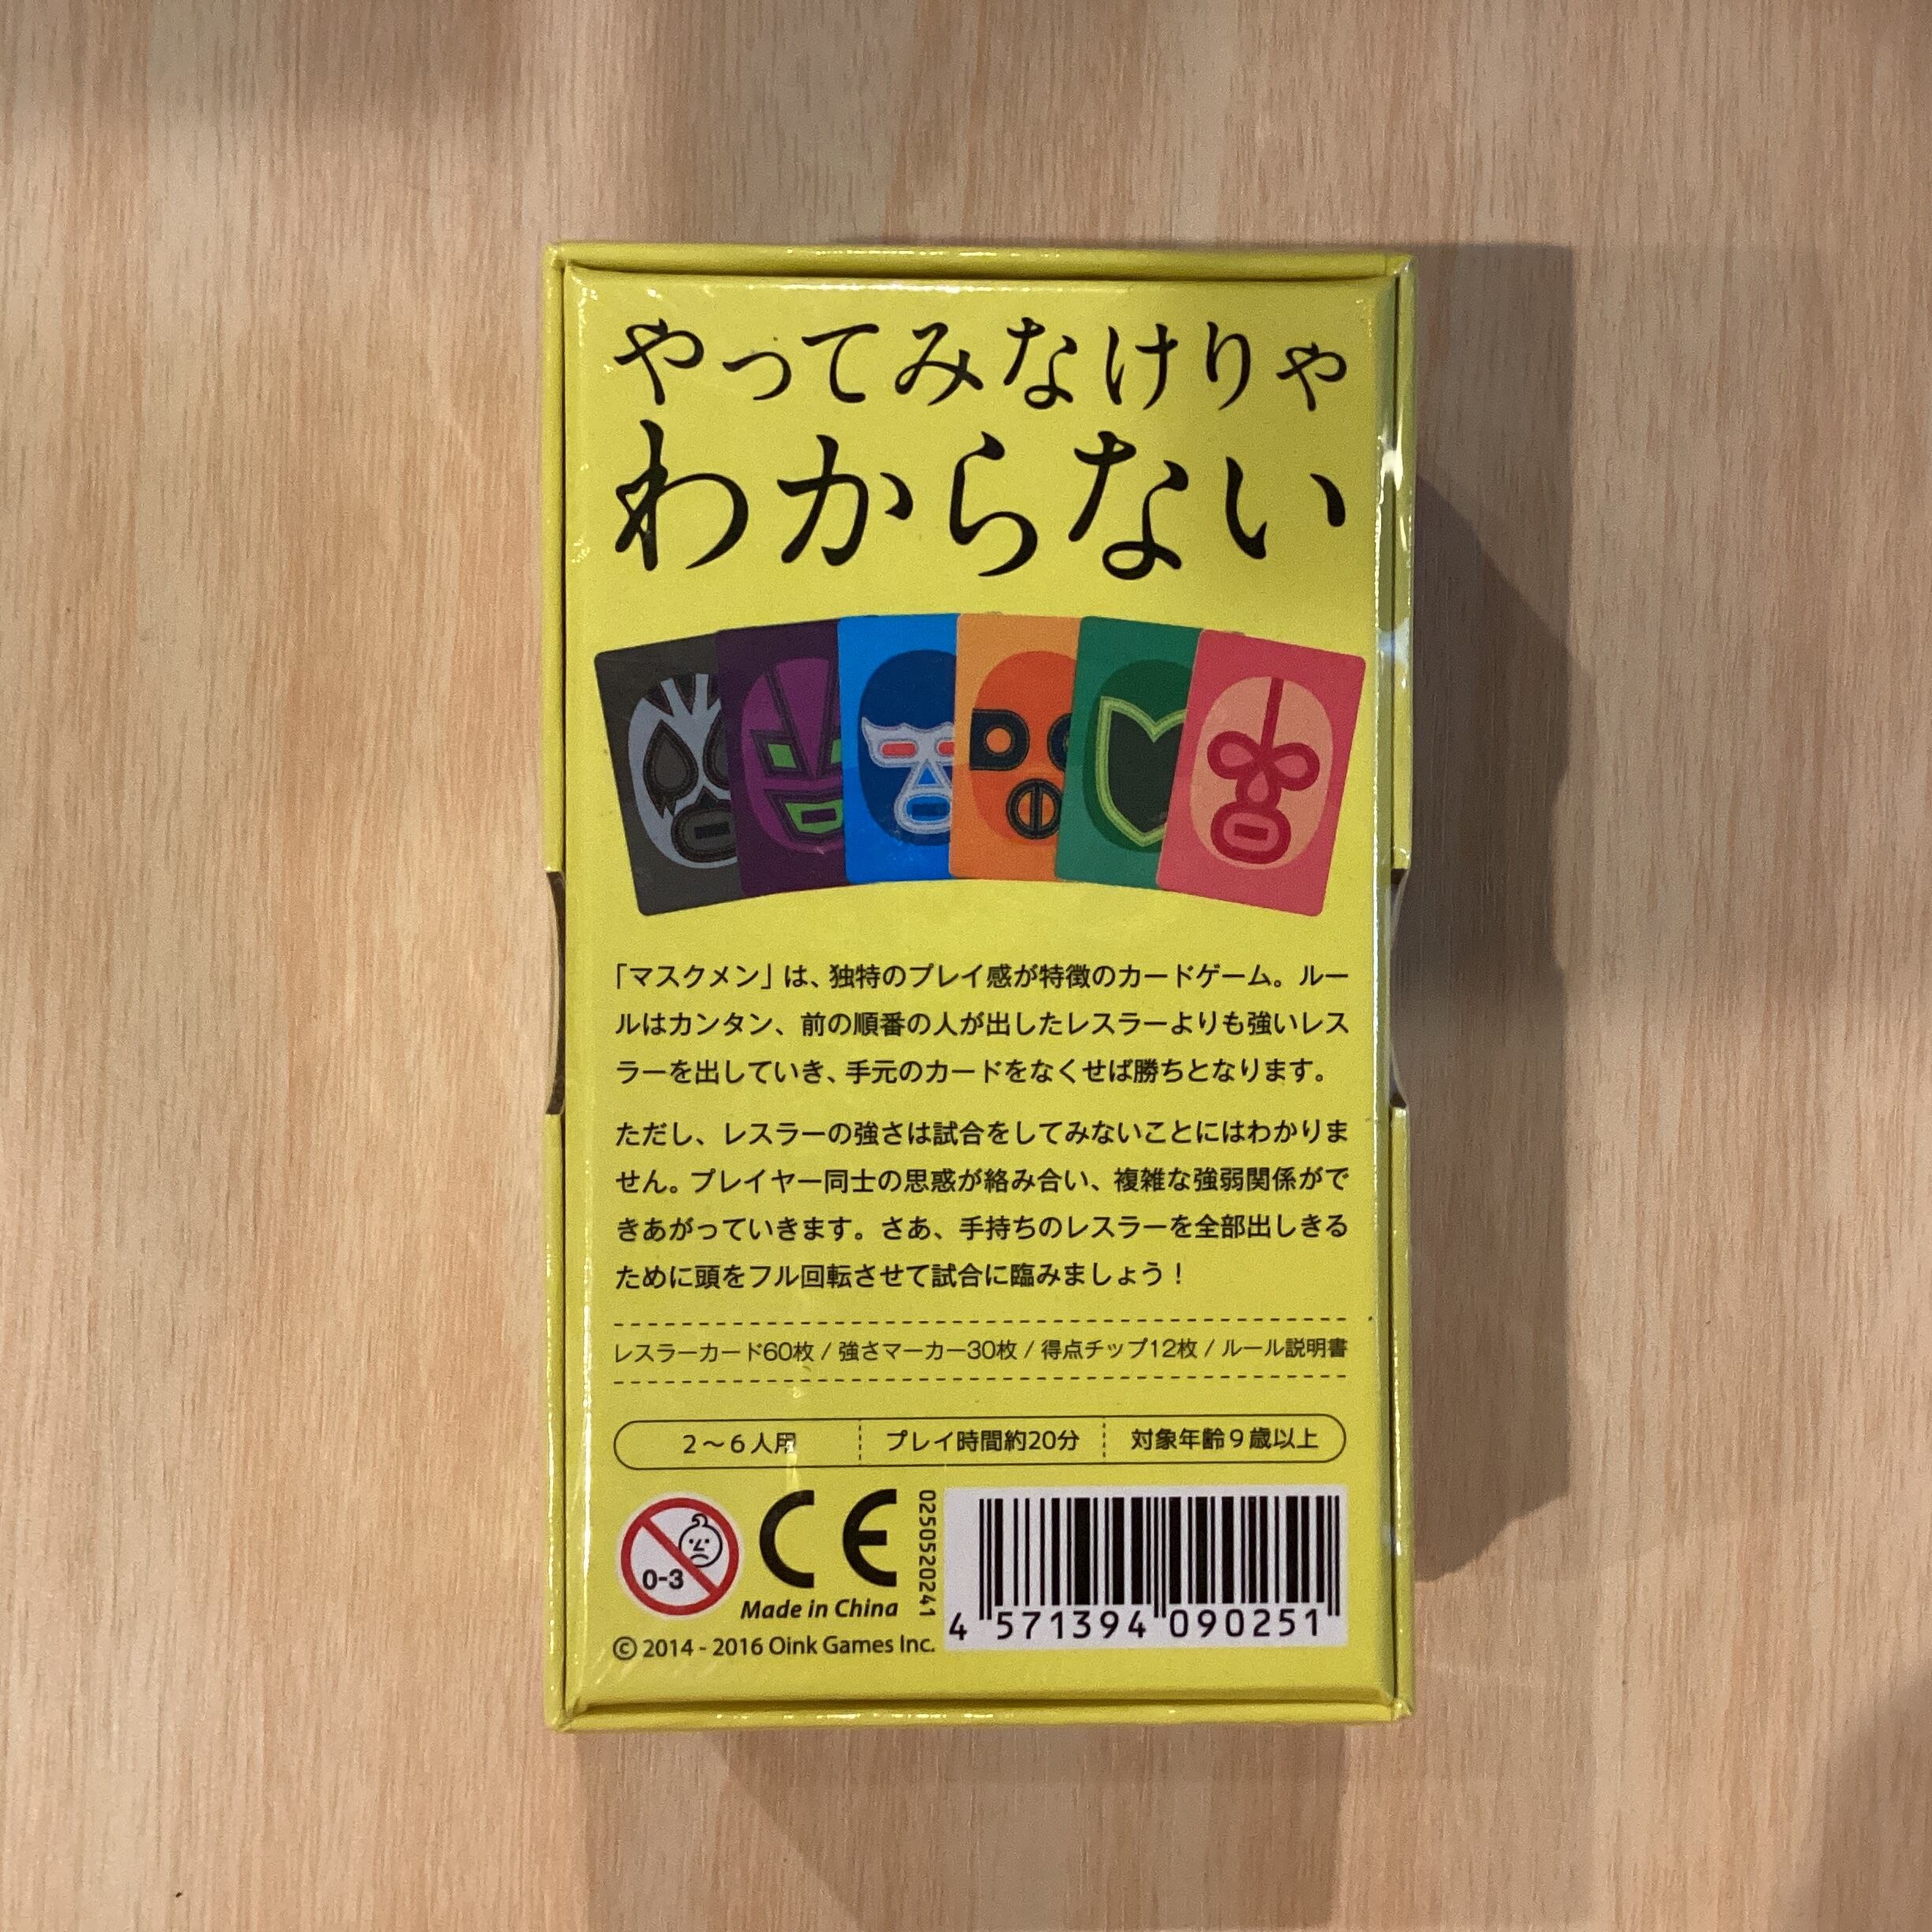 やってみなけりゃ
わからない
「マスクメン」は、独特のプレイ感が特徴のカードゲーム。ルー
ルはカンタン、前の順番の人が出したレスラーよりも強いレス
ラーを出していき、手元のカードをなくせば勝ちとなります。
ただし、レスラーの強さは試合をしてみないことにはわかりま
せん。プレイヤー同士の思惑が絡み合い、複雑な強弱関係がで
きあがっていきます。さあ、手持ちのレスラーを全部出しきる
ために頭をフル回転させて試合に臨みましょう！
レスラーカード60枚 / 強さマーカー30枚 / 得点チップ12枚 / ルール説明書
2～6人用 プレイ時間約20分 対象年齢9歳以上
0-3
CE
Made in China
© 2014 - 2016 Oink Games Inc.
0250520241
4 571394 090251